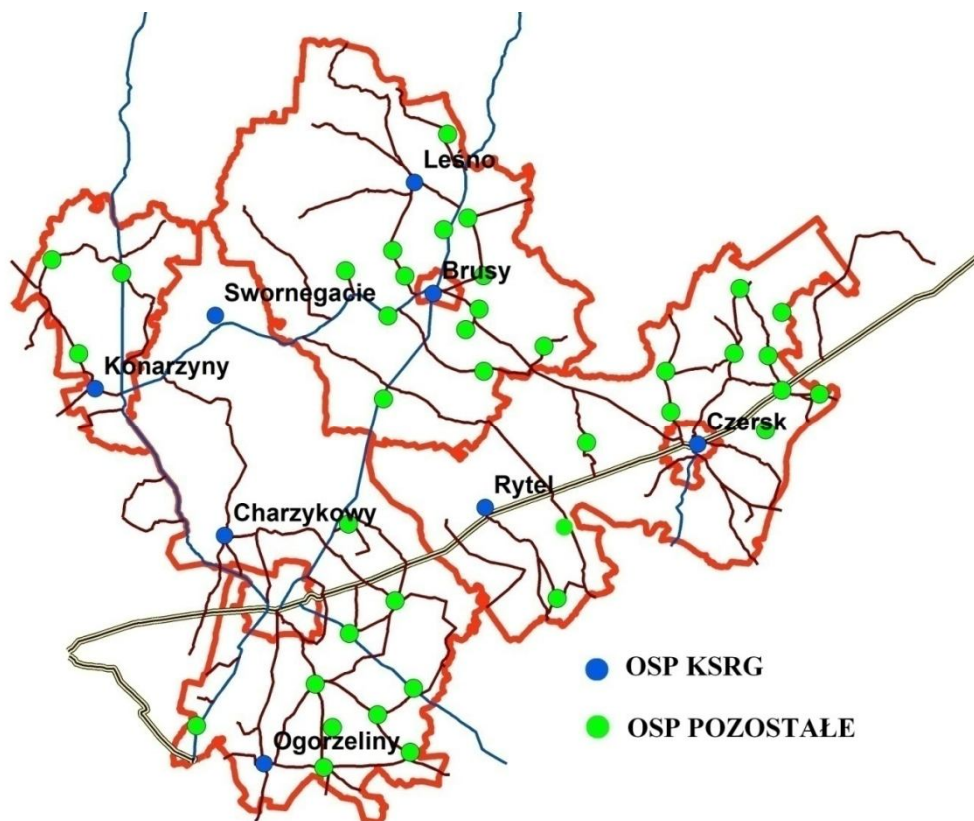 Leśno
Brusy
Swornegacie
Konarzyny
Czersk
Rytel
Charzykowy
OSP KSRG
OSP POZOSTAŁE
Ogorzeliny